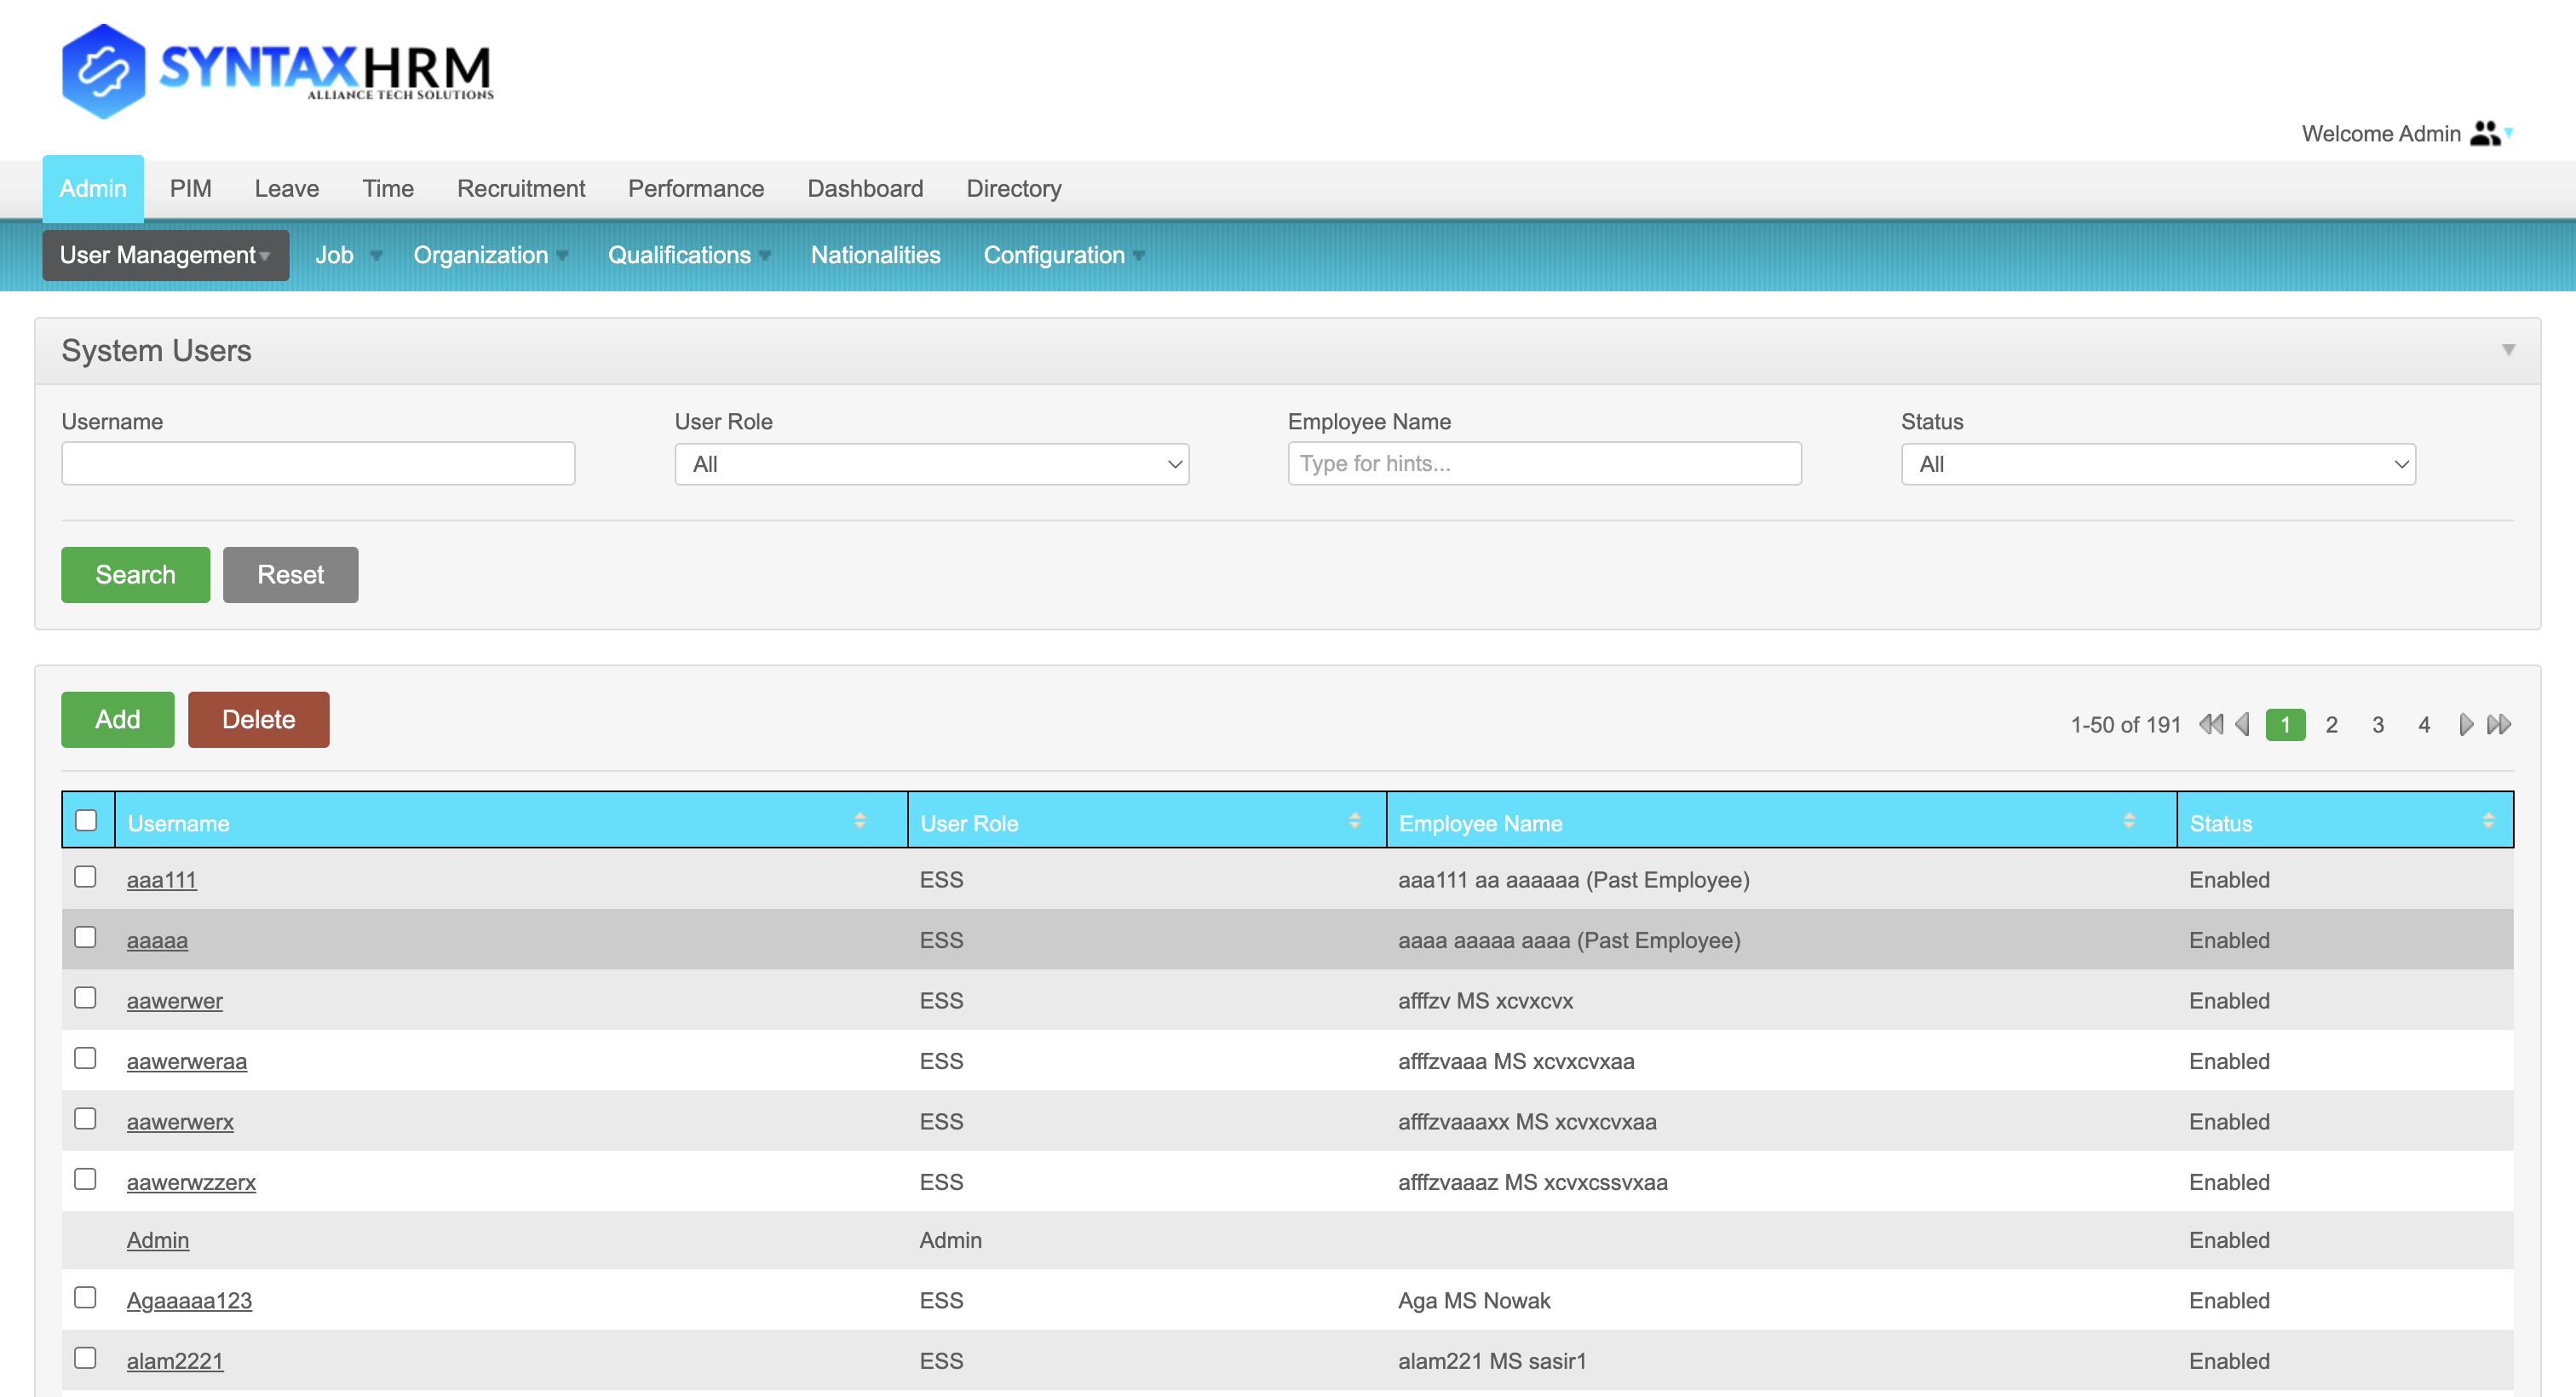 SYNTAXHRM
ALLIANCE TECH SOLUTIONS
Welcome Admin
Admin PIM Leave Time Recruitment Performance Dashboard Directory
User Management Job Organization Qualifications Nationalities Configuration
System Users
Username User Role Employee Name Status
All Type for hints... All
Search Reset
Add Delete 1-50 of 191 1 2 3 4
Username User Role Employee Name Status
aaa111 ESS aaa111 aa aaaaaa (Past Employee) Enabled
aaaaa ESS aaaa aaaaa aaaa (Past Employee) Enabled
aawerwer ESS afffzv MS xcvxcvx Enabled
aawerweraa ESS afffzvaaa MS xcvxcvxaa Enabled
aawerwerx ESS afffzvaaaxx MS xcvxcvxaa Enabled
aawerwzzerx ESS afffzvaaaz MS xcvxcssvxaa Enabled
Admin Admin Enabled
Agaaaaa123 ESS Aga MS Nowak Enabled
alam2221 ESS alam221 MS sasir1 Enabled